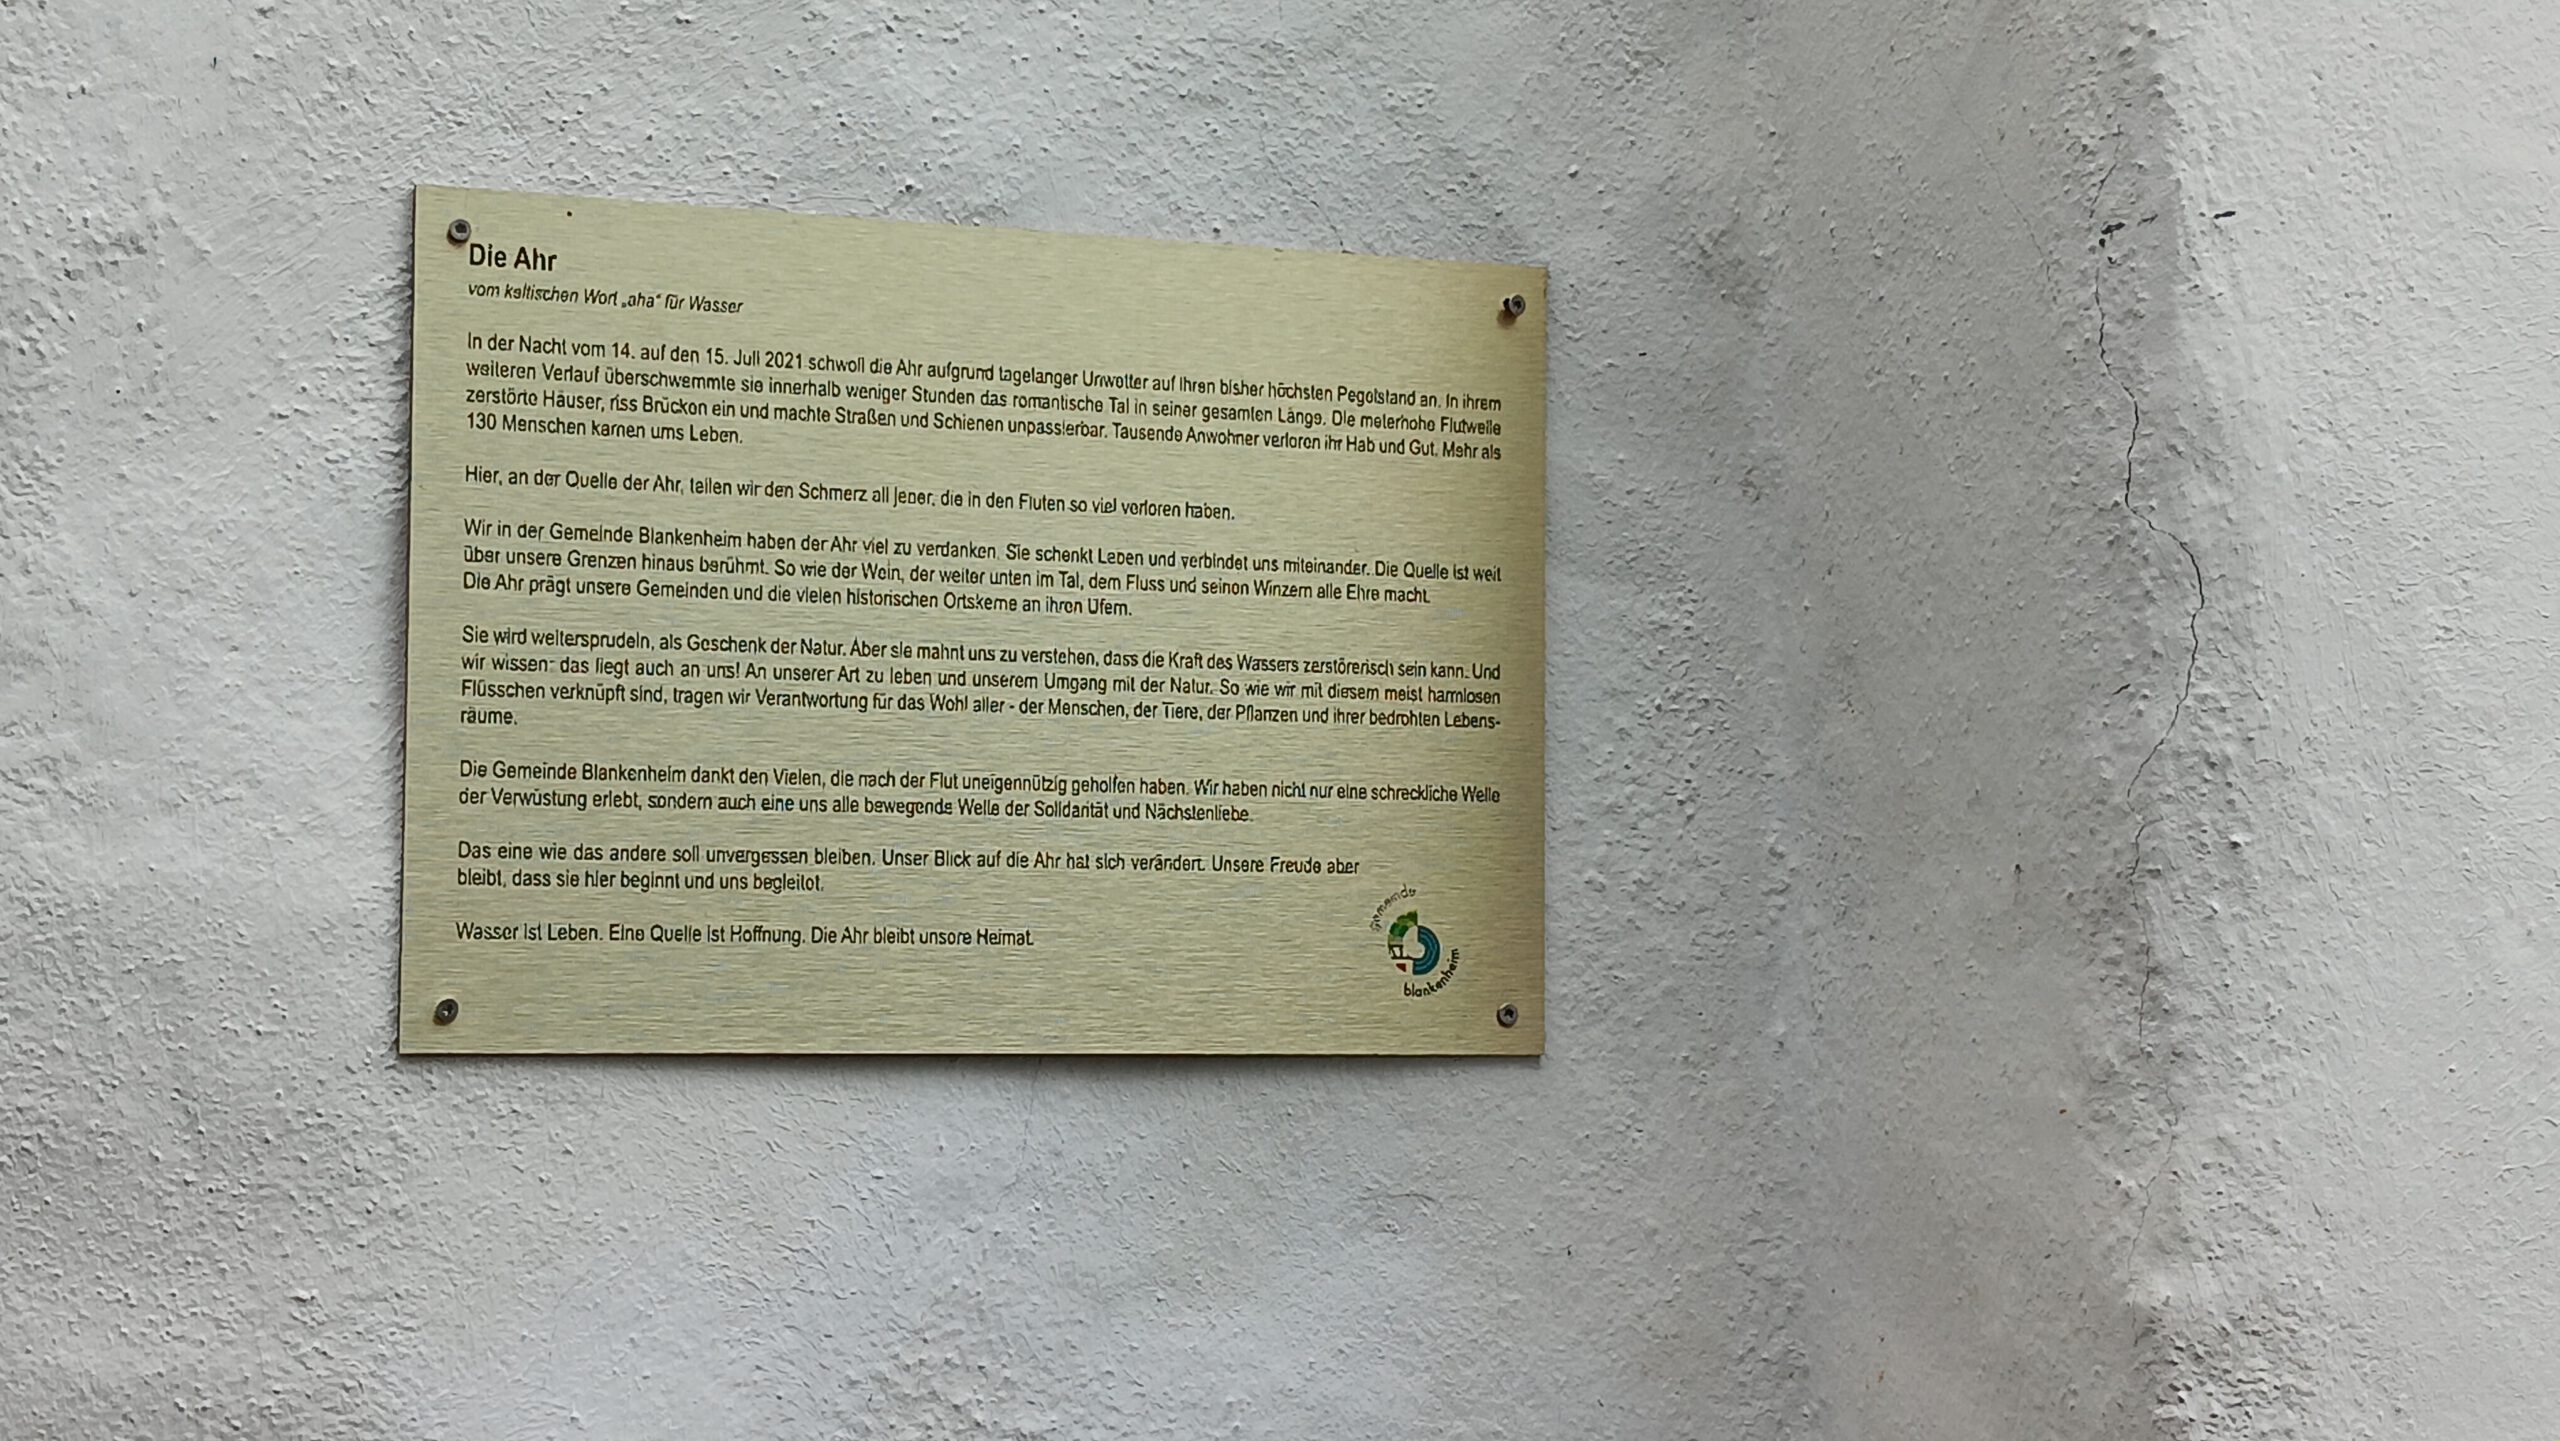 Die Ahr
vom keltischen Wort „aha“ für Wasser
In der Nacht vom 14. auf den 15. Juli 2021 schwoll die Ahr aufgrund tagelanger Unwetter auf ihren bisher höchsten Pegelstand an. In ihrem
weiteren Verlauf überschwemmte sie innerhalb weniger Stunden das romantische Tal in seiner gesamten Länge. Die meterhohe Flutwelle
zerstörte Häuser, riss Brücken ein und machte Straßen und Schienen unpassierbar. Tausende Anwohner verloren ihr Hab und Gut. Mehr als
130 Menschen kamen ums Leben.
Hier, an der Quelle der Ahr, teilen wir den Schmerz all jener, die in den Fluten so viel verloren haben.
Wir in der Gemeinde Blankenheim haben der Ahr viel zu verdanken. Sie schenkt Leben und verbindet uns miteinander. Die Quelle ist weit
über unsere Grenzen hinaus berühmt. So wie der Wein, der weiter unten im Tal, dem Fluss und seinen Winzern alle Ehre macht.
Die Ahr prägt unsere Gemeinden und die vielen historischen Ortskerne an ihren Ufern.
Sie wird weitersprudeln, als Geschenk der Natur. Aber sie mahnt uns zu verstehen, dass die Kraft des Wassers zerstörerisch sein kann. Und
wir wissen: das liegt auch an uns! An unserer Art zu leben und unserem Umgang mit der Natur. So wie wir mit diesem meist harmlosen
Flüsschen verknüpft sind, tragen wir Verantwortung für das Wohl aller - der Menschen, der Tiere, der Pflanzen und ihrer bedrohten Lebens-
räume.
Die Gemeinde Blankenheim dankt den Vielen, die nach der Flut uneigennützig geholfen haben. Wir haben nicht nur eine schreckliche Welle
der Verwüstung erlebt, sondern auch eine uns alle bewegende Welle der Solidarität und Nächstenliebe.
Das eine wie das andere soll unvergessen bleiben. Unser Blick auf die Ahr hat sich verändert. Unsere Freude aber
bleibt, dass sie hier beginnt und uns begleitet.
Wasser ist Leben. Eine Quelle ist Hoffnung. Die Ahr bleibt unsere Heimat.
gemeinde
blankenheim